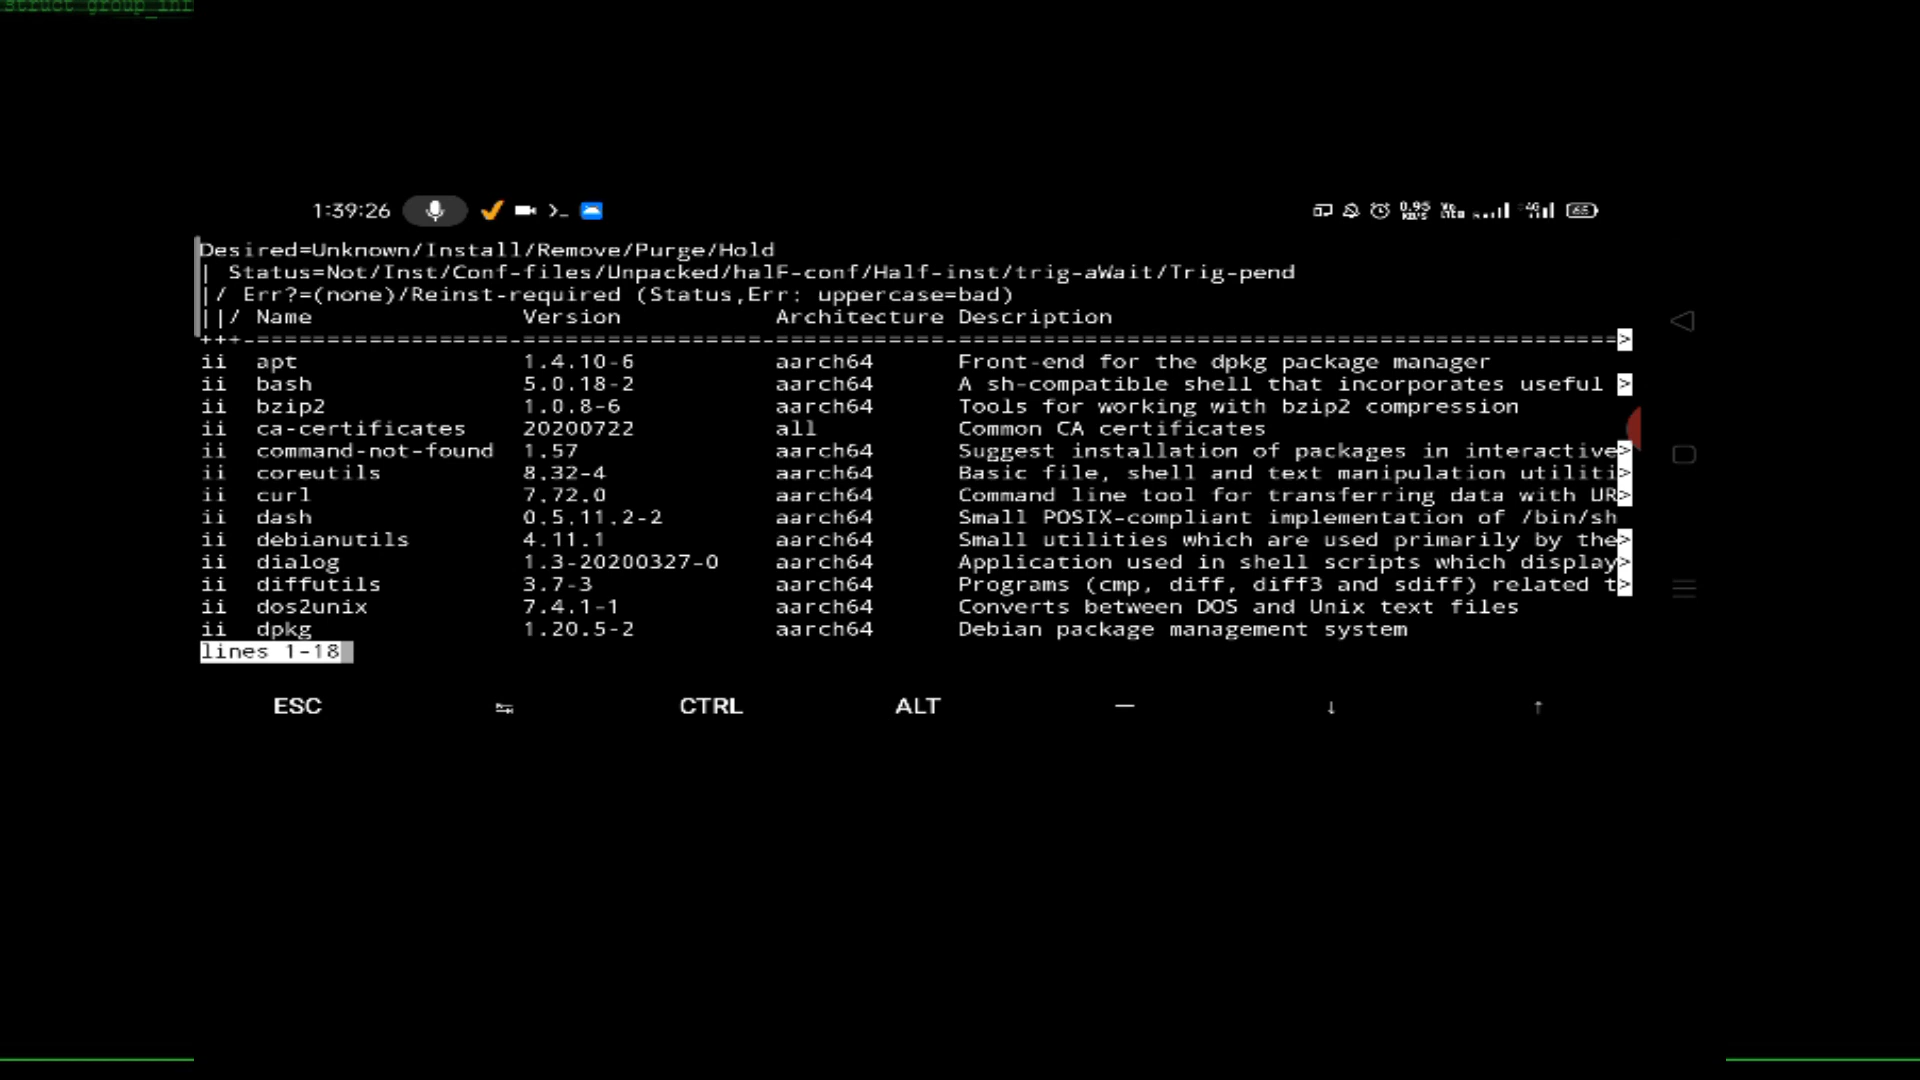 struct group_inf
1:39:26 >_ 0.95 KB/S Vo LTE 4G 65
Desired=Unknown/Install/Remove/Purge/Hold
| Status=Not/Inst/Conf-files/Unpacked/halF-conf/Half-inst/trig-aWait/Trig-pend
|/ Err?=(none)/Reinst-required (Status,Err: uppercase=bad)
||/ Name Version Architecture Description
+++-===================-=================-============-================================================>
ii apt 1.4.10-6 aarch64 Front-end for the dpkg package manager
ii bash 5.0.18-2 aarch64 A sh-compatible shell that incorporates useful >
ii bzip2 1.0.8-6 aarch64 Tools for working with bzip2 compression
ii ca-certificates 20200722 all Common CA certificates
ii command-not-found 1.57 aarch64 Suggest installation of packages in interactive>
ii coreutils 8.32-4 aarch64 Basic file, shell and text manipulation utiliti>
ii curl 7.72.0 aarch64 Command line tool for transferring data with UR>
ii dash 0.5.11.2-2 aarch64 Small POSIX-compliant implementation of /bin/sh
ii debianutils 4.11.1 aarch64 Small utilities which are used primarily by the>
ii dialog 1.3-20200327-0 aarch64 Application used in shell scripts which display>
ii diffutils 3.7-3 aarch64 Programs (cmp, diff, diff3 and sdiff) related t>
ii dos2unix 7.4.1-1 aarch64 Converts between DOS and Unix text files
ii dpkg 1.20.5-2 aarch64 Debian package management system
lines 1-18
ESC ↹ CTRL ALT — ↓ ↑